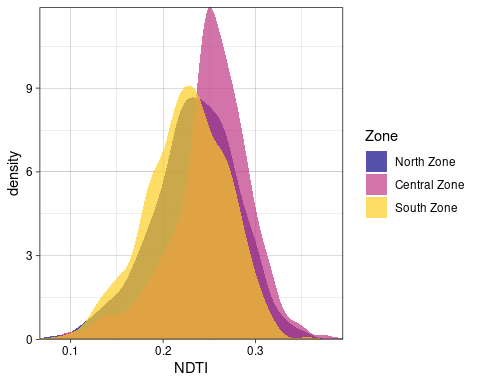 density
9
6
3
0
0.1 0.2 0.3
NDTI
Zone
North Zone
Central Zone
South Zone